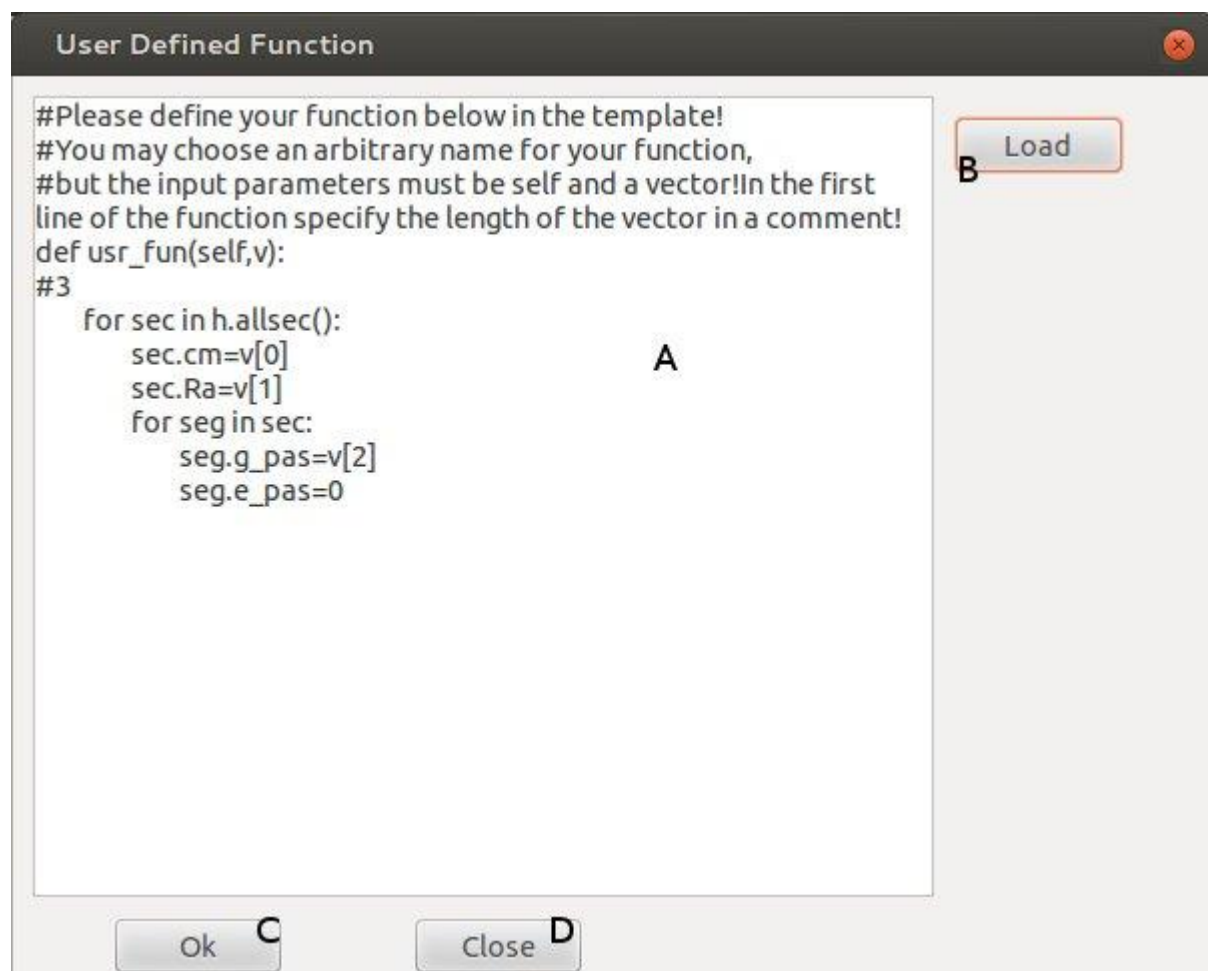 User Defined Function
#Please define your function below in the template!
#You may choose an arbitrary name for your function,
#but the input parameters must be self and a vector!In the first
line of the function specify the length of the vector in a comment!
def usr_fun(self,v):
#3
for sec in h.allsec():
sec.cm=v[0]
sec.Ra=v[1]
for seg in sec:
seg.g_pas=v[2]
seg.e_pas=0
A
Load
B
Ok C
Close D